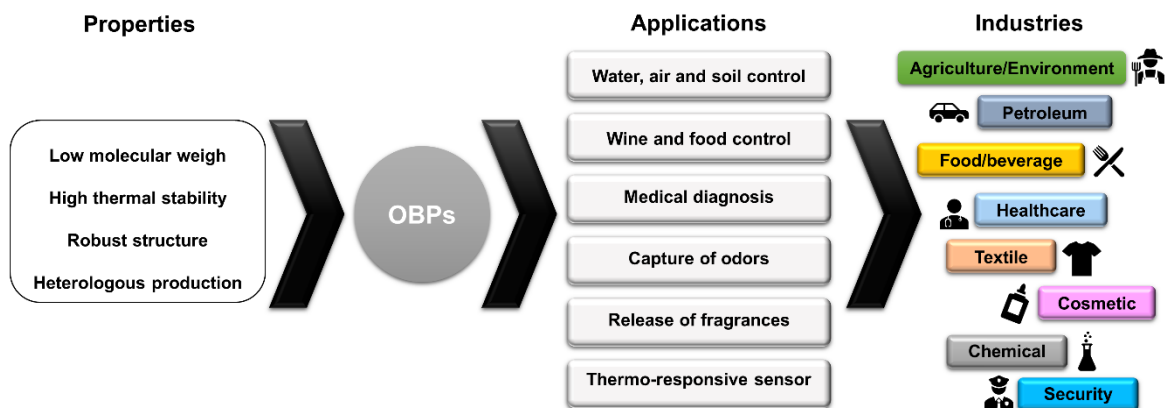 Properties
Low molecular weigh
High thermal stability
Robust structure
Heterologous production
OBPs
Applications
Water, air and soil control
Wine and food control
Medical diagnosis
Capture of odors
Release of fragrances
Thermo-responsive sensor
Industries
Agriculture/Environment
Petroleum
Food/beverage
Healthcare
Textile
Cosmetic
Chemical
Security